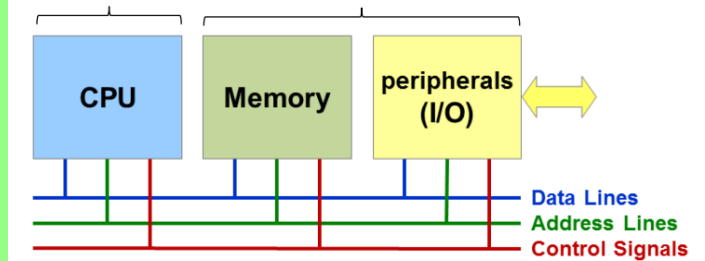 CPU
Memory
peripherals
(I/O)
Data Lines
Address Lines
Control Signals